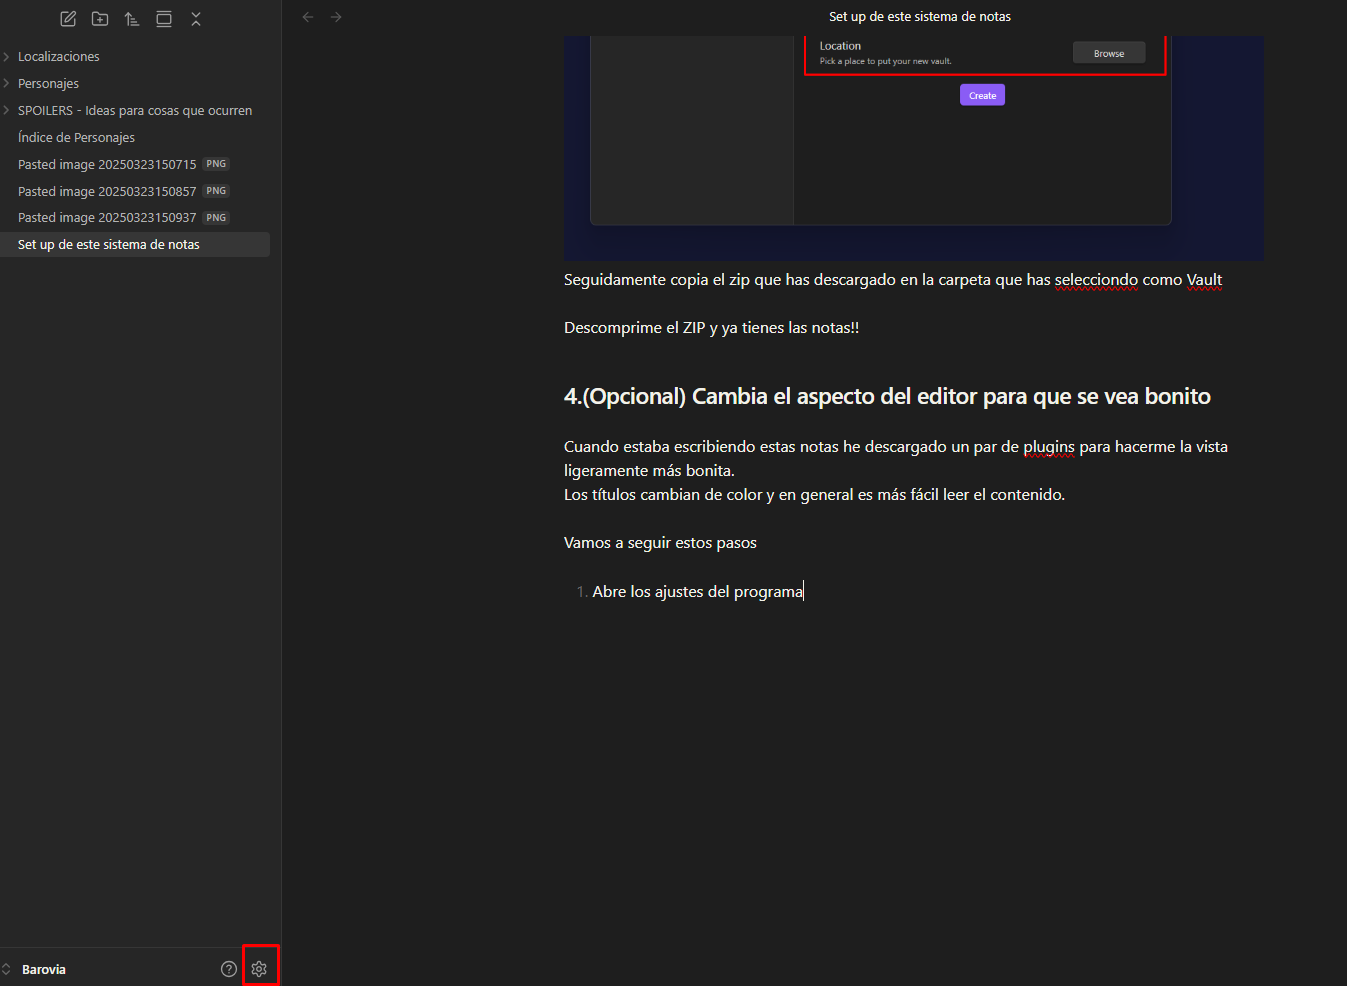 Localizaciones
Personajes
SPOILERS - Ideas para cosas que ocurren
Índice de Personajes
Pasted image 20250323150715 PNG
Pasted image 20250323150857 PNG
Pasted image 20250323150937 PNG
Set up de este sistema de notas
Barovia
Set up de este sistema de notas
Location
Pick a place to put your new vault.
Browse
Create
Seguidamente copia el zip que has descargado en la carpeta que has selecciondo como Vault
Descomprime el ZIP y ya tienes las notas!!
4.(Opcional) Cambia el aspecto del editor para que se vea bonito
Cuando estaba escribiendo estas notas he descargado un par de plugins para hacerme la vista
ligeramente más bonita.
Los títulos cambian de color y en general es más fácil leer el contenido.
Vamos a seguir estos pasos
1. Abre los ajustes del programa